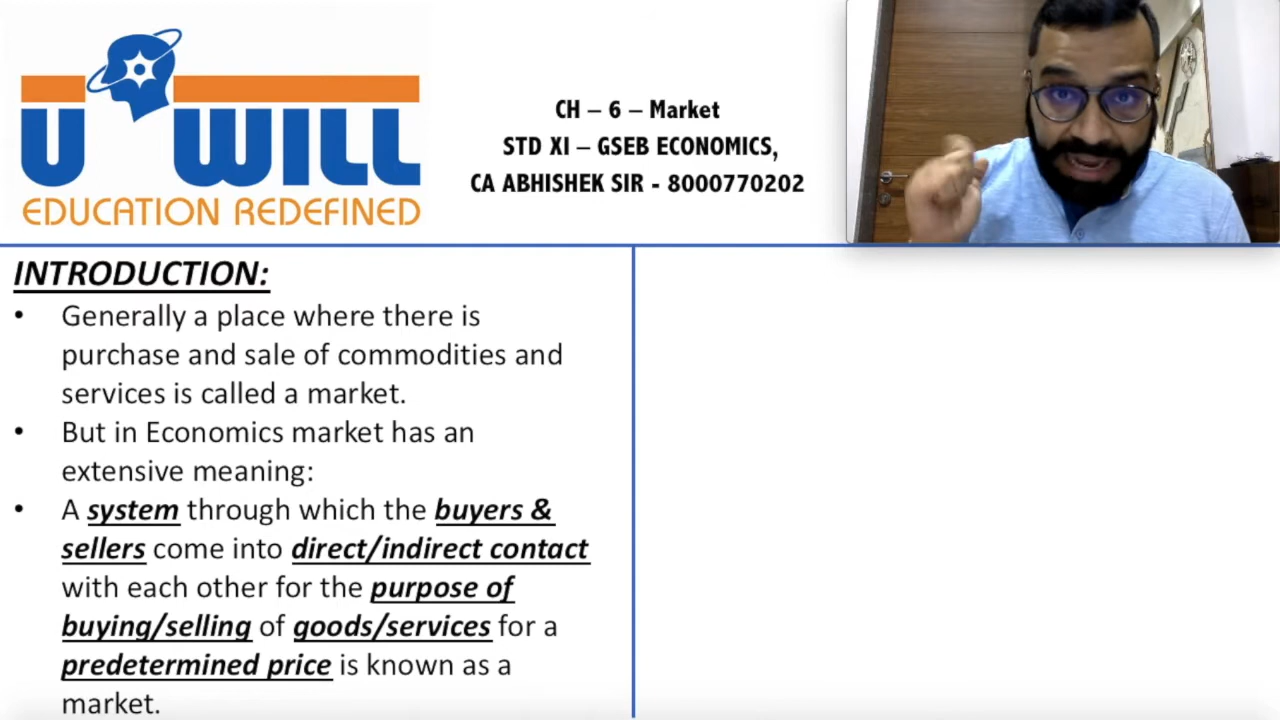 U WILL
EDUCATION REDEFINED
CH – 6 – Market
STD XI – GSEB ECONOMICS,
CA ABHISHEK SIR - 8000770202
INTRODUCTION:
• Generally a place where there is
purchase and sale of commodities and
services is called a market.
• But in Economics market has an
extensive meaning:
• A system through which the buyers &
sellers come into direct/indirect contact
with each other for the purpose of
buying/selling of goods/services for a
predetermined price is known as a
market.